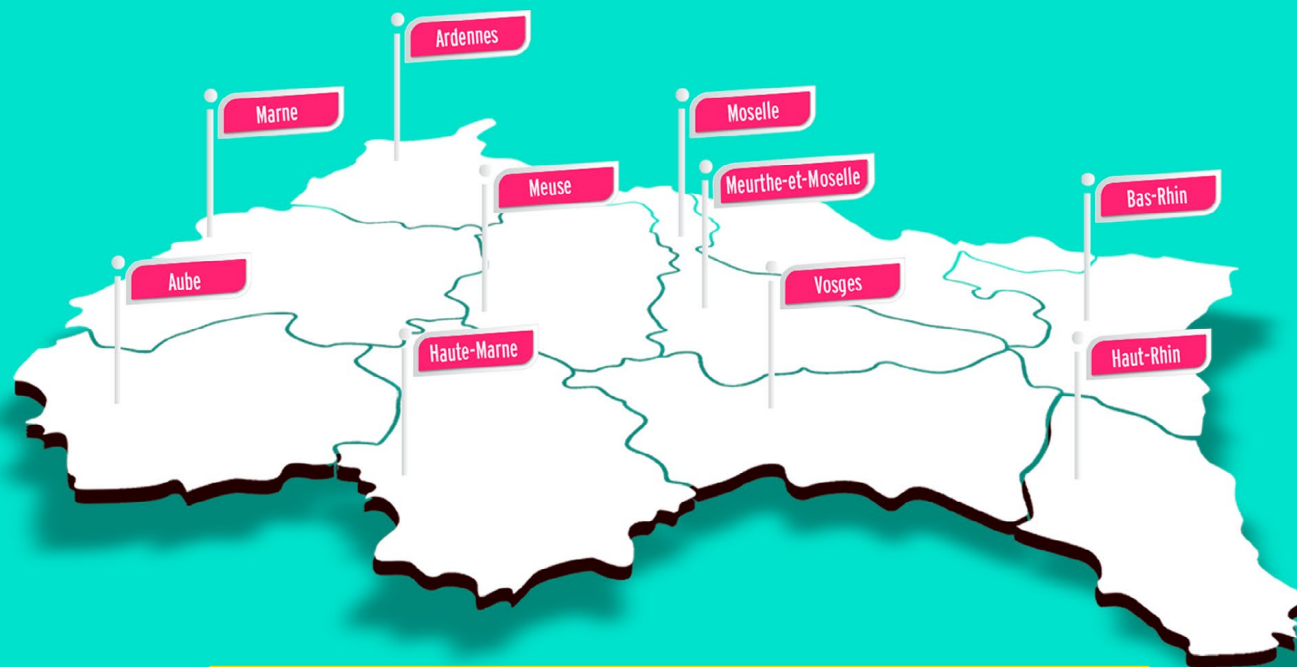 Ardennes
Marne
Moselle
Meuse
Meurthe-et-Moselle
Bas-Rhin
Aube
Vosges
Haute-Marne
Haut-Rhin